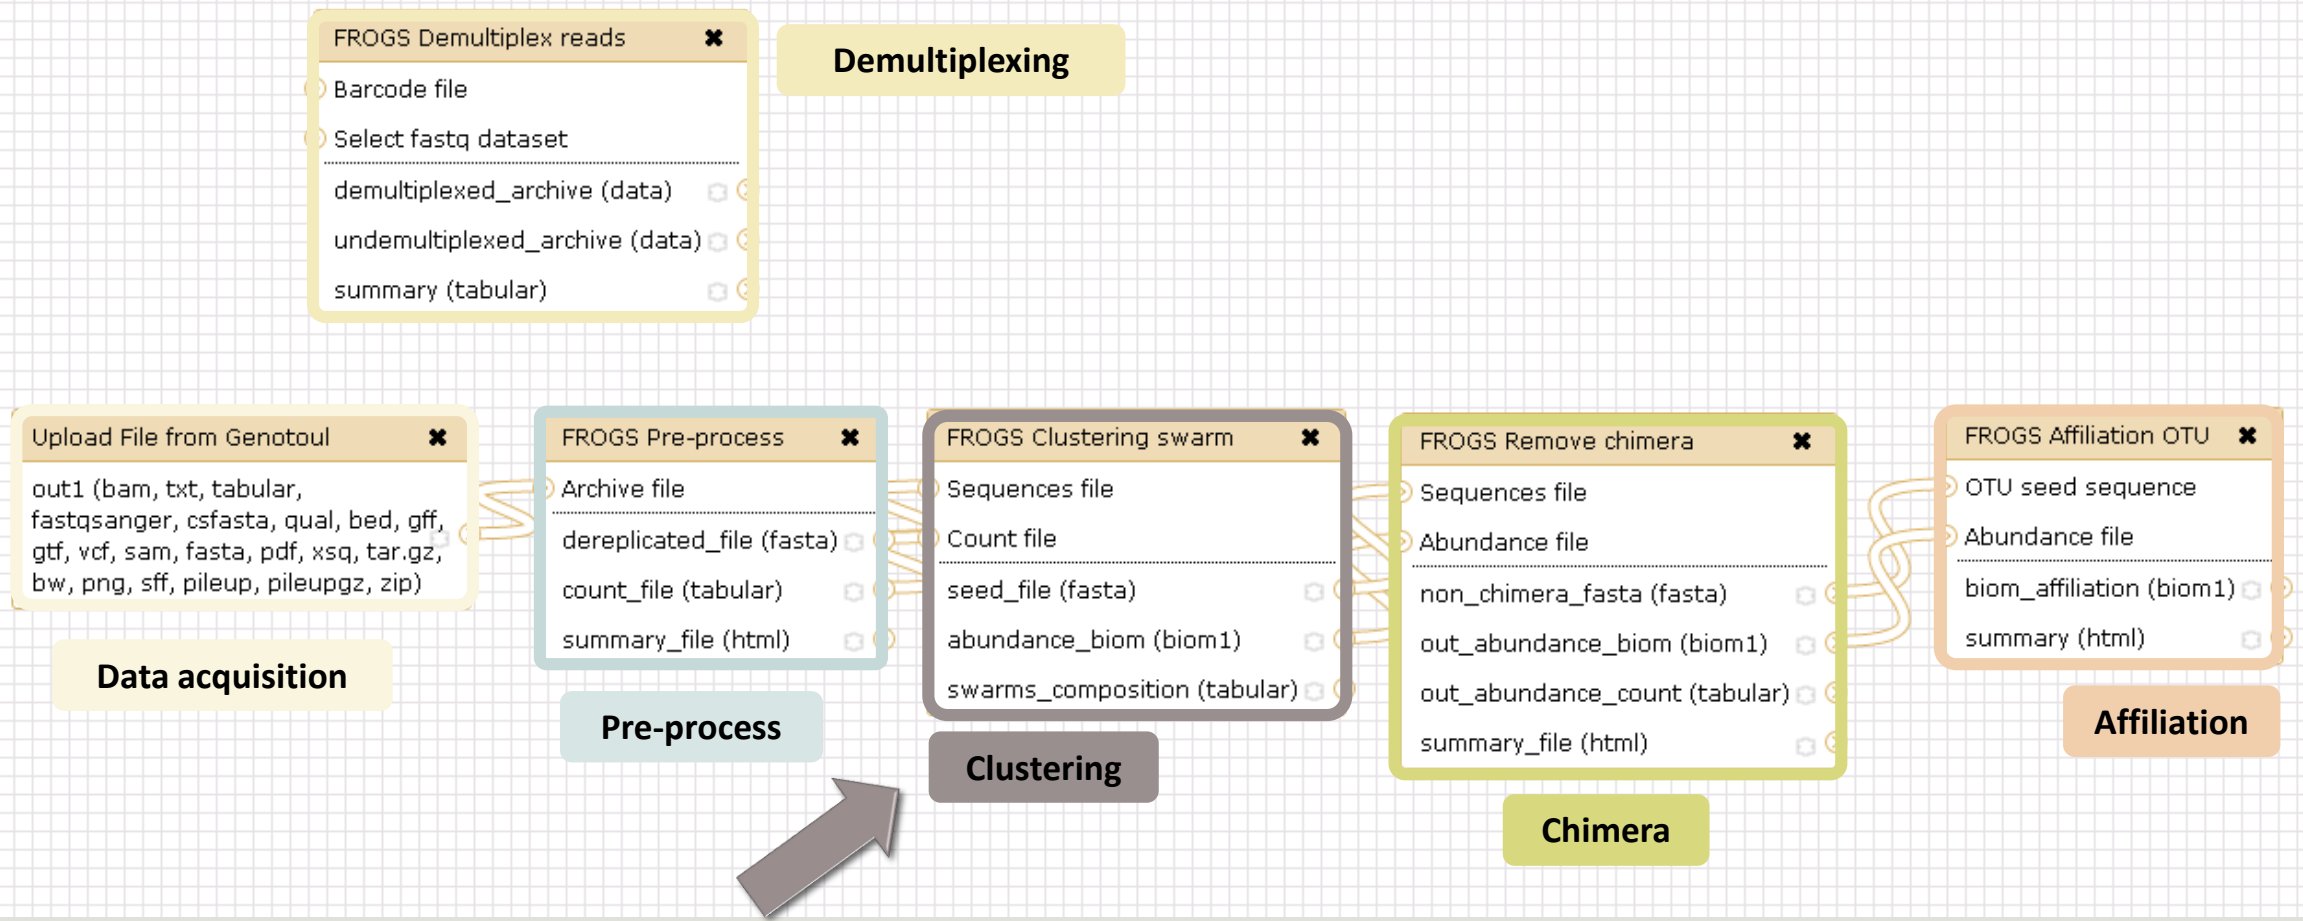 FROGS Demultiplex reads
Barcode file
Select fastq dataset
demultiplexed_archive (data)
undemultiplexed_archive (data)
summary (tabular)
Demultiplexing
Upload File from Genotoul
out1 (bam, txt, tabular,
fastqsanger, csfasta, qual, bed, gff,
gtf, vcf, sam, fasta, pdf, xsq, tar.gz,
bw, png, sff, pileup, pileupgz, zip)
Data acquisition
FROGS Pre-process
Archive file
dereplicated_file (fasta)
count_file (tabular)
summary_file (html)
Pre-process
FROGS Clustering swarm
Sequences file
Count file
seed_file (fasta)
abundance_biom (biom1)
swarms_composition (tabular)
Clustering
FROGS Remove chimera
Sequences file
Abundance file
non_chimera_fasta (fasta)
out_abundance_biom (biom1)
out_abundance_count (tabular)
summary_file (html)
Chimera
FROGS Affiliation OTU
OTU seed sequence
Abundance file
biom_affiliation (biom1)
summary (html)
Affiliation